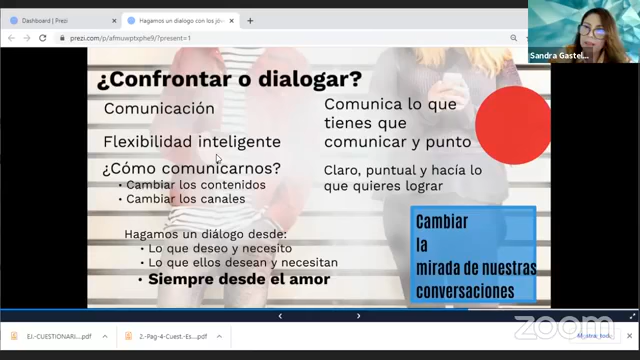 Dashboard | Prezi
Hagamos un dialogo con los jó
prezi.com/p/afmuwptxphe9/?present=1
Sandra Gastel...
¿Confrontar o dialogar?
Comunicación
Flexibilidad inteligente
¿Cómo comunicarnos?
• Cambiar los contenidos
• Cambiar los canales
Hagamos un diálogo desde:
• Lo que deseo y necesito
• Lo que ellos desean y necesitan
• Siempre desde el amor
Comunica lo que
tienes que
comunicar y punto
Claro, puntual y hacía lo
que quieres lograr
Cambiar
la
mirada de nuestras
conversaciones
EJ.-CUESTIONARI....pdf
2.-Pag-4-Cuest.-Es....pdf
Mostrar todo
zoom